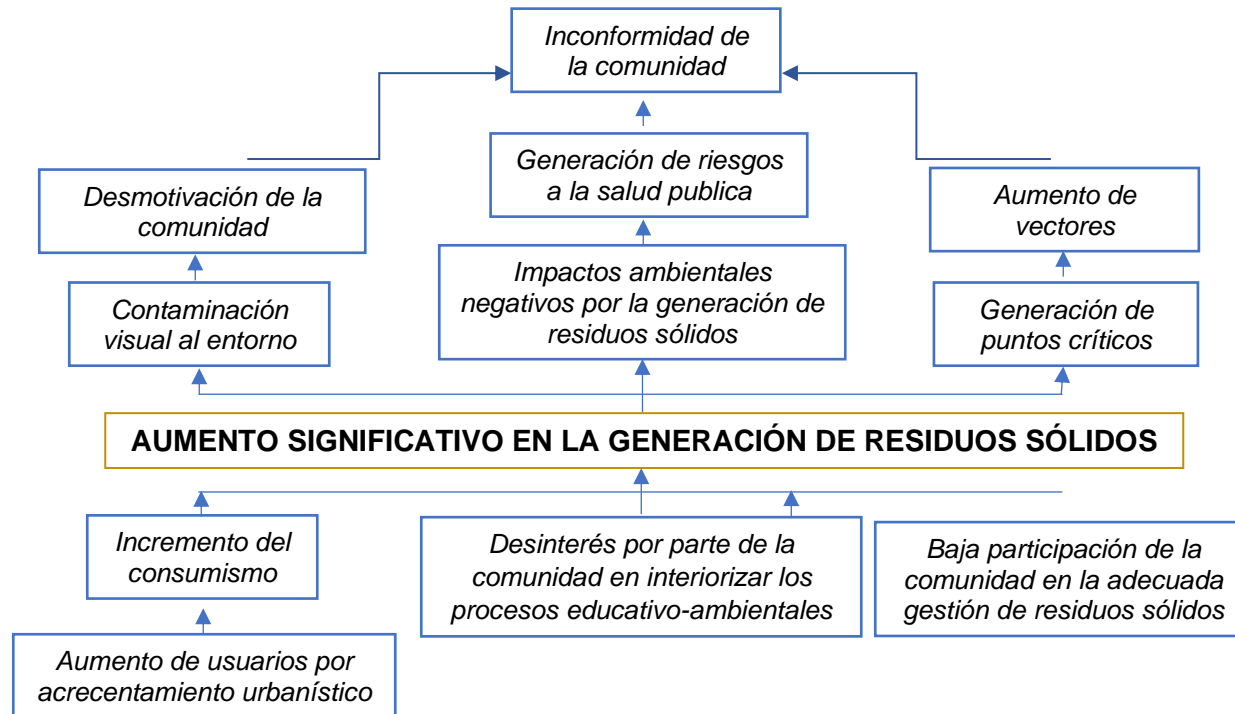 Inconformidad de
la comunidad
Generación de riesgos
a la salud publica
Desmotivación de la
comunidad
Aumento de
vectores
Impactos ambientales
negativos por la generación de
residuos sólidos
Contaminación
visual al entorno
Generación de
puntos críticos
AUMENTO SIGNIFICATIVO EN LA GENERACIÓN DE RESIDUOS SÓLIDOS
Incremento del
consumismo
Desinterés por parte de la
comunidad en interiorizar los
procesos educativo-ambientales
Baja participación de la
comunidad en la adecuada
gestión de residuos sólidos
Aumento de usuarios por
acrecentamiento urbanístico